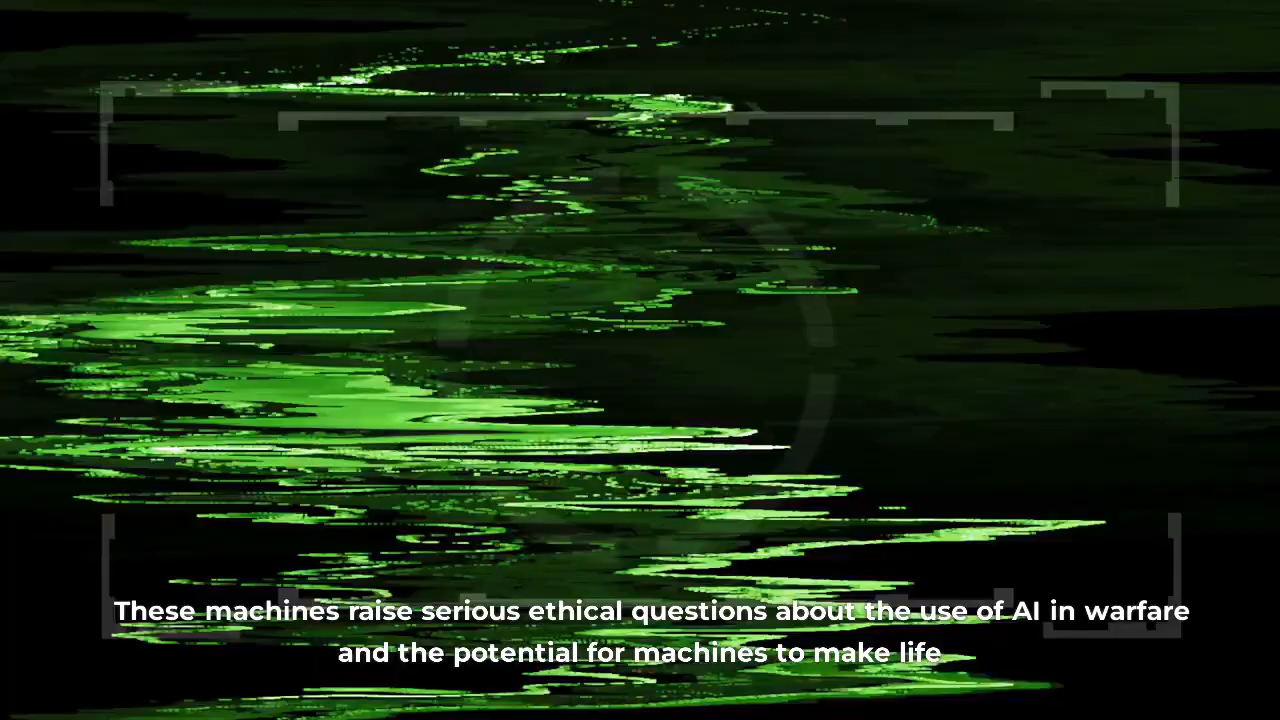 These machines raise serious ethical questions about the use of AI in warfare
and the potential for machines to make life